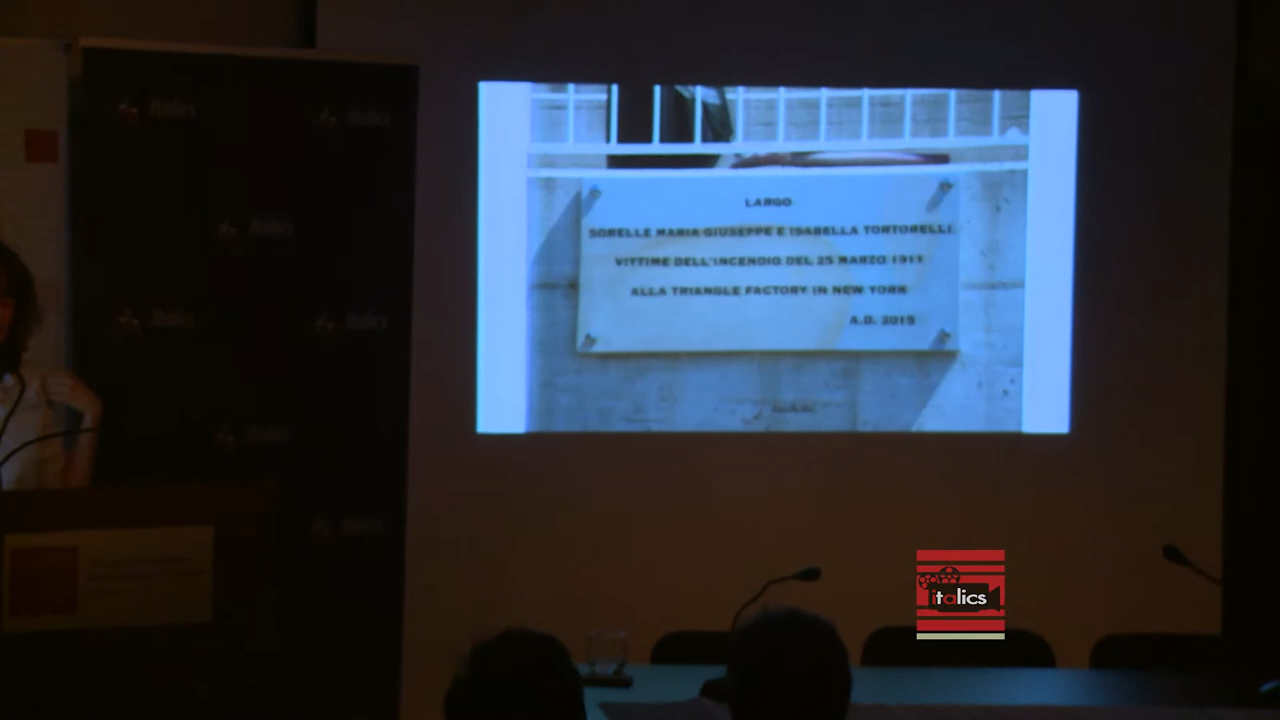 LARGO
SORELLE MARIA GIUSEPPE E ISABELLA TORTORELLI
VITTIME DELL'INCENDIO DEL 25 MARZO 1911
ALLA TRIANGLE FACTORY IN NEW YORK
A.D. 2015
italics